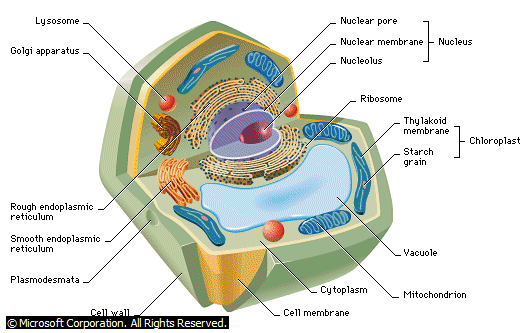 Lysosome
Golgi apparatus
Nuclear pore
Nuclear membrane
Nucleus
Nucleolus
Ribosome
Thylakoid
membrane
Chloroplast
Starch
grain
Rough endoplasmic
reticulum
Smooth endoplasmic
reticulum
Plasmodesmata
Vacuole
Cytoplasm
Mitochondrion
Cell wall
Cell membrane
© Microsoft Corporation. All Rights Reserved.